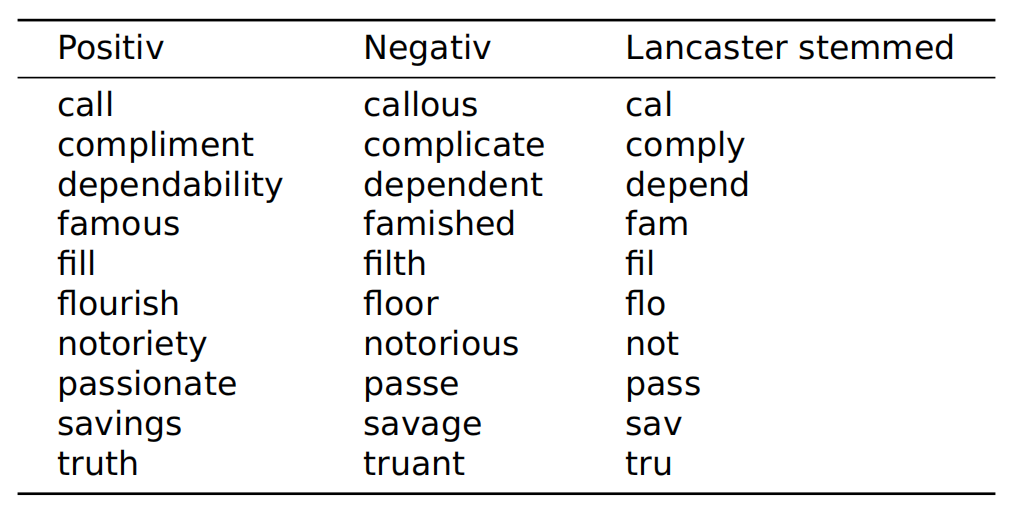 Positiv Negativ Lancaster stemmed
call callous cal
compliment complicate comply
dependability dependent depend
famous famished fam
fill filth fil
flourish floor flo
notoriety notorious not
passionate passe pass
savings savage sav
truth truant tru